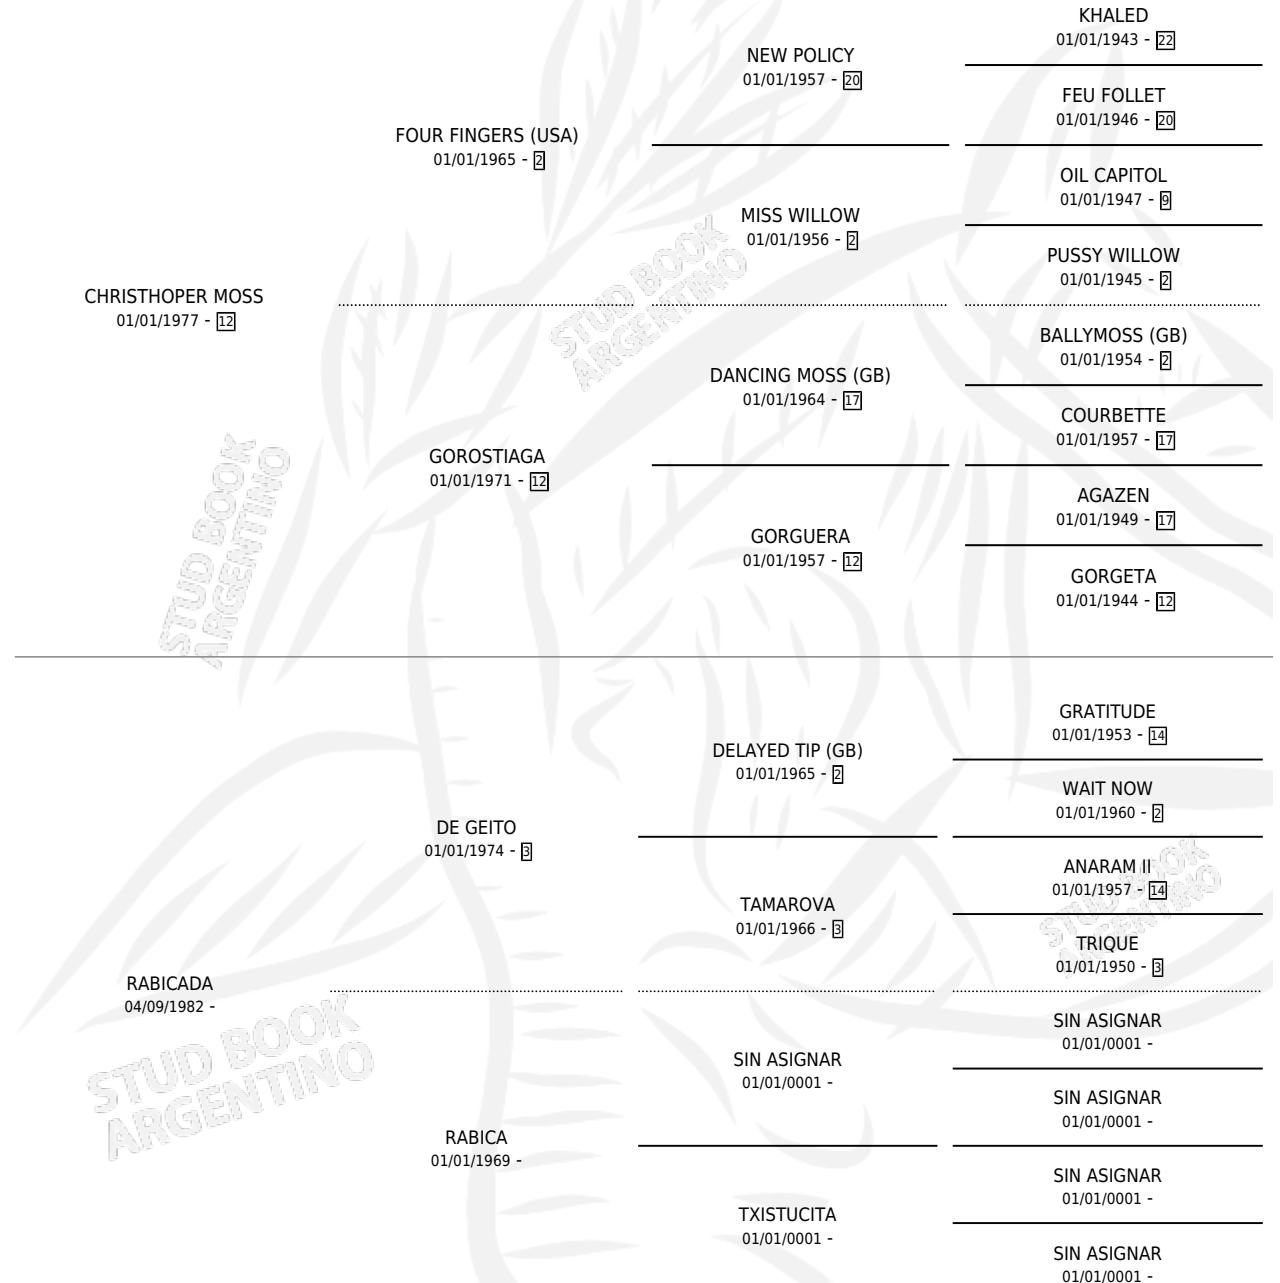 KHALED
01/01/1943 - 22
NEW POLICY
01/01/1957 - 20
FEU FOLLET
01/01/1946 - 20
FOUR FINGERS (USA)
01/01/1965 - 2
OIL CAPITOL
01/01/1947 - 9
MISS WILLOW
01/01/1956 - 2
PUSSY WILLOW
01/01/1945 - 2
CHRISTHOPER MOSS
01/01/1977 - 12
STUD BOOK
ARGENTINO
BALLYMOSS (GB)
01/01/1954 - 2
DANCING MOSS (GB)
01/01/1964 - 17
COURBETTE
01/01/1957 - 17
GOROSTIAGA
01/01/1971 - 12
AGAZEN
01/01/1949 - 17
GORGUERA
01/01/1957 - 12
GORGETA
01/01/1944 - 12
STUD BOOK
ARGENTINO
GRATITUDE
01/01/1953 - 14
DELAYED TIP (GB)
01/01/1965 - 2
WAIT NOW
01/01/1960 - 2
DE GEITO
01/01/1974 - 3
ANARAM II
01/01/1957 - 14
TAMAROVA
01/01/1966 - 3
TRIQUE
01/01/1950 - 3
STUD BOOK
ARGENTINO
RABICADA
04/09/1982 -
SIN ASIGNAR
01/01/0001 -
SIN ASIGNAR
01/01/0001 -
SIN ASIGNAR
01/01/0001 -
STUD BOOK
ARGENTINO
RABICA
01/01/1969 -
SIN ASIGNAR
01/01/0001 -
TXISTUCITA
01/01/0001 -
SIN ASIGNAR
01/01/0001 -